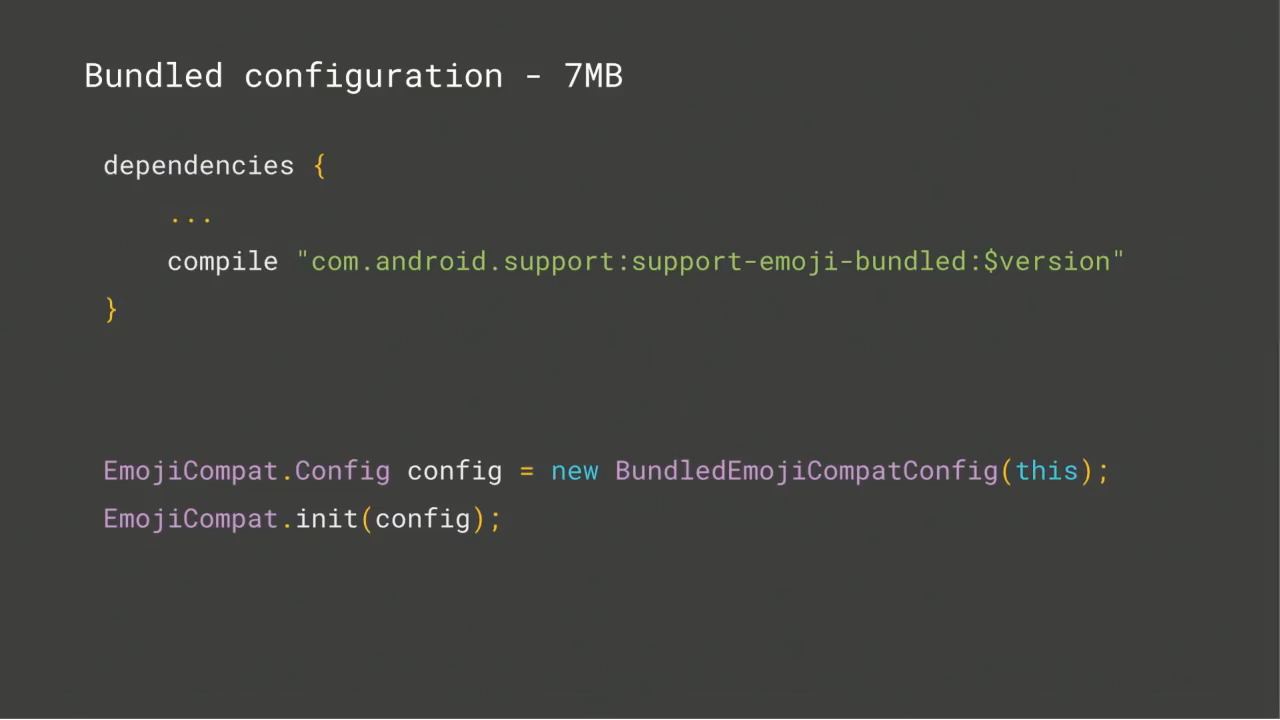 Bundled configuration - 7MB
dependencies {
...
compile "com.android.support:support-emoji-bundled:$version"
}
EmojiCompat.Config config = new BundledEmojiCompatConfig(this);
EmojiCompat.init(config);